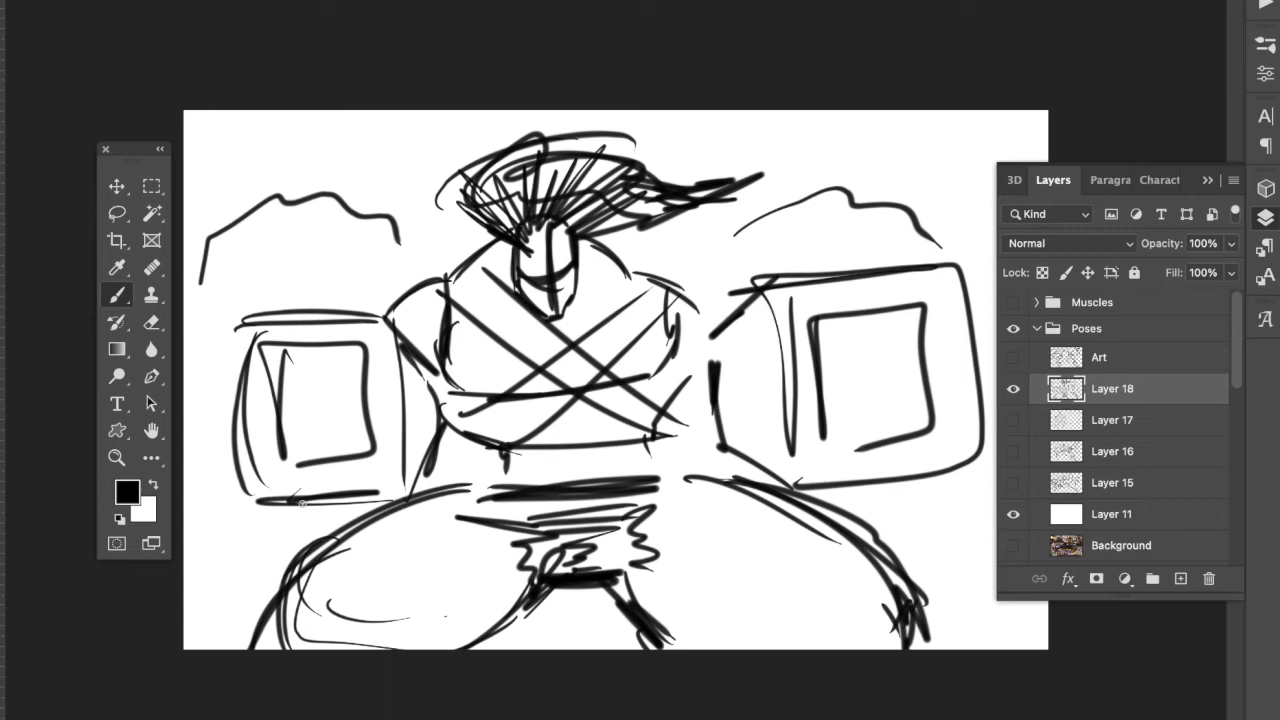 3D Layers Paragra Charact
Kind
Normal Opacity: 100%
Lock: Fill: 100%
Muscles
Poses
Art
Layer 18
Layer 17
Layer 16
Layer 15
Layer 11
Background
fx